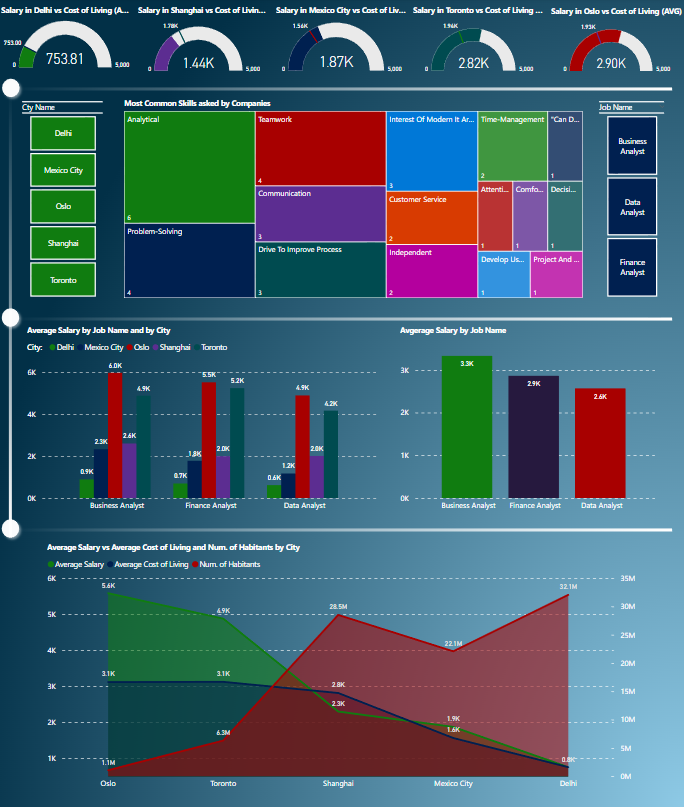 Salary in Delhi vs Cost of Living (A...
Salary in Shanghai vs Cost of Livin...
Salary in Mexico City vs Cost of Liv...
Salary in Toronto vs Cost of Living ...
Salary in Oslo vs Cost of Living (AVG)
753.00
753.81
0
5,000
1.78K
1.44K
0
5,000
1.56K
1.87K
0
5,000
1.94K
2.82K
0
5,000
1.93K
2.90K
0
5,000
City Name
Delhi
Mexico City
Oslo
Shanghai
Toronto
Most Common Skills asked by Companies
Analytical
6
Problem-Solving
4
Teamwork
4
Communication
3
Drive To Improve Process
3
Interest Of Modern It Ar...
3
Customer Service
2
Independent
2
Time-Management
2
"Can D...
1
Attenti...
1
Comfo...
1
Decisi...
1
Develop Us...
1
Project And ...
1
Job Name
Business
Analyst
Data
Analyst
Finance
Analyst
Average Salary by Job Name and by City
City: Delhi Mexico City Oslo Shanghai Toronto
6K
4K
2K
0K
0.9K
2.3K
6.0K
2.6K
4.9K
0.7K
1.8K
5.5K
2.0K
5.2K
0.6K
1.2K
4.9K
2.0K
4.2K
Business Analyst
Finance Analyst
Data Analyst
Avgerage Salary by Job Name
3K
2K
1K
0K
3.3K
2.9K
2.6K
Business Analyst
Finance Analyst
Data Analyst
Average Salary vs Average Cost of Living and Num. of Habitants by City
Average Salary Average Cost of Living Num. of Habitants
6K
5K
4K
3K
2K
1K
5.6K
4.9K
2.3K
1.9K
0.8K
3.1K
3.1K
2.8K
1.6K
1.1M
6.3M
28.5M
22.1M
32.1M
35M
30M
25M
20M
15M
10M
5M
0M
Oslo
Toronto
Shanghai
Mexico City
Delhi